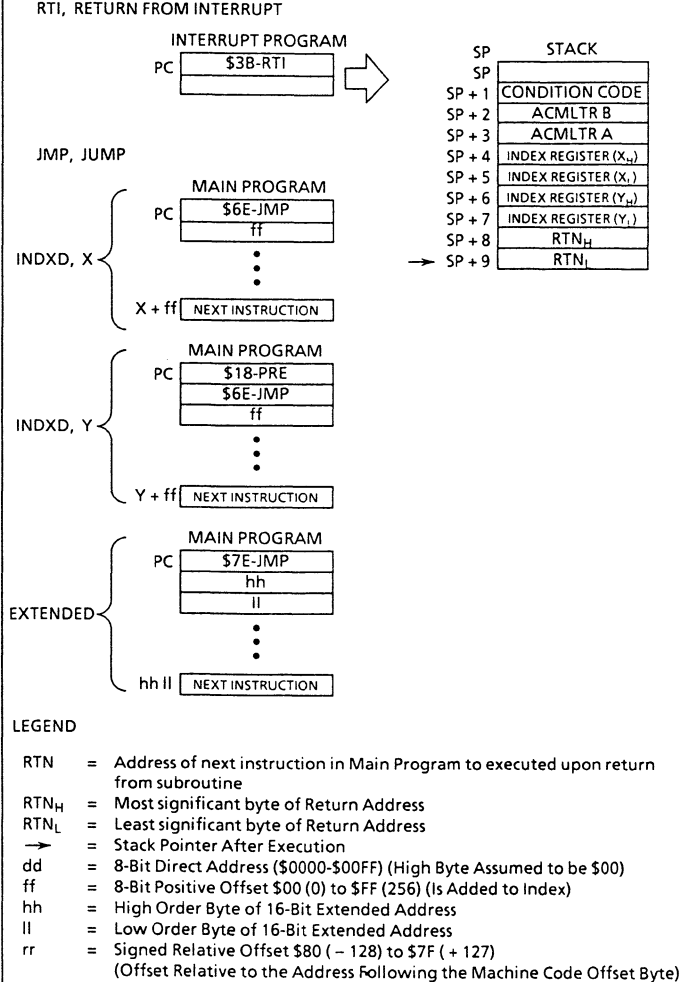 RTI, RETURN FROM INTERRUPT
INTERRUPT PROGRAM
PC $3B-RTI
SP STACK
SP
SP + 1 CONDITION CODE
SP + 2 ACMLTR B
SP + 3 ACMLTR A
SP + 4 INDEX REGISTER (XH)
SP + 5 INDEX REGISTER (XL)
SP + 6 INDEX REGISTER (YH)
SP + 7 INDEX REGISTER (YL)
SP + 8 RTNH
→ SP + 9 RTNL
JMP, JUMP
MAIN PROGRAM
PC $6E-JMP
ff
INDXD, X
X + ff NEXT INSTRUCTION
MAIN PROGRAM
PC $18-PRE
$6E-JMP
ff
INDXD, Y
Y + ff NEXT INSTRUCTION
MAIN PROGRAM
PC $7E-JMP
hh
ll
EXTENDED
hh ll NEXT INSTRUCTION
LEGEND
RTN = Address of next instruction in Main Program to executed upon return
from subroutine
RTNH = Most significant byte of Return Address
RTNL = Least significant byte of Return Address
→ = Stack Pointer After Execution
dd = 8-Bit Direct Address ($0000-$00FF) (High Byte Assumed to be $00)
ff = 8-Bit Positive Offset $00 (0) to $FF (256) (Is Added to Index)
hh = High Order Byte of 16-Bit Extended Address
ll = Low Order Byte of 16-Bit Extended Address
rr = Signed Relative Offset $80 ( – 128) to $7F ( + 127)
(Offset Relative to the Address Following the Machine Code Offset Byte)